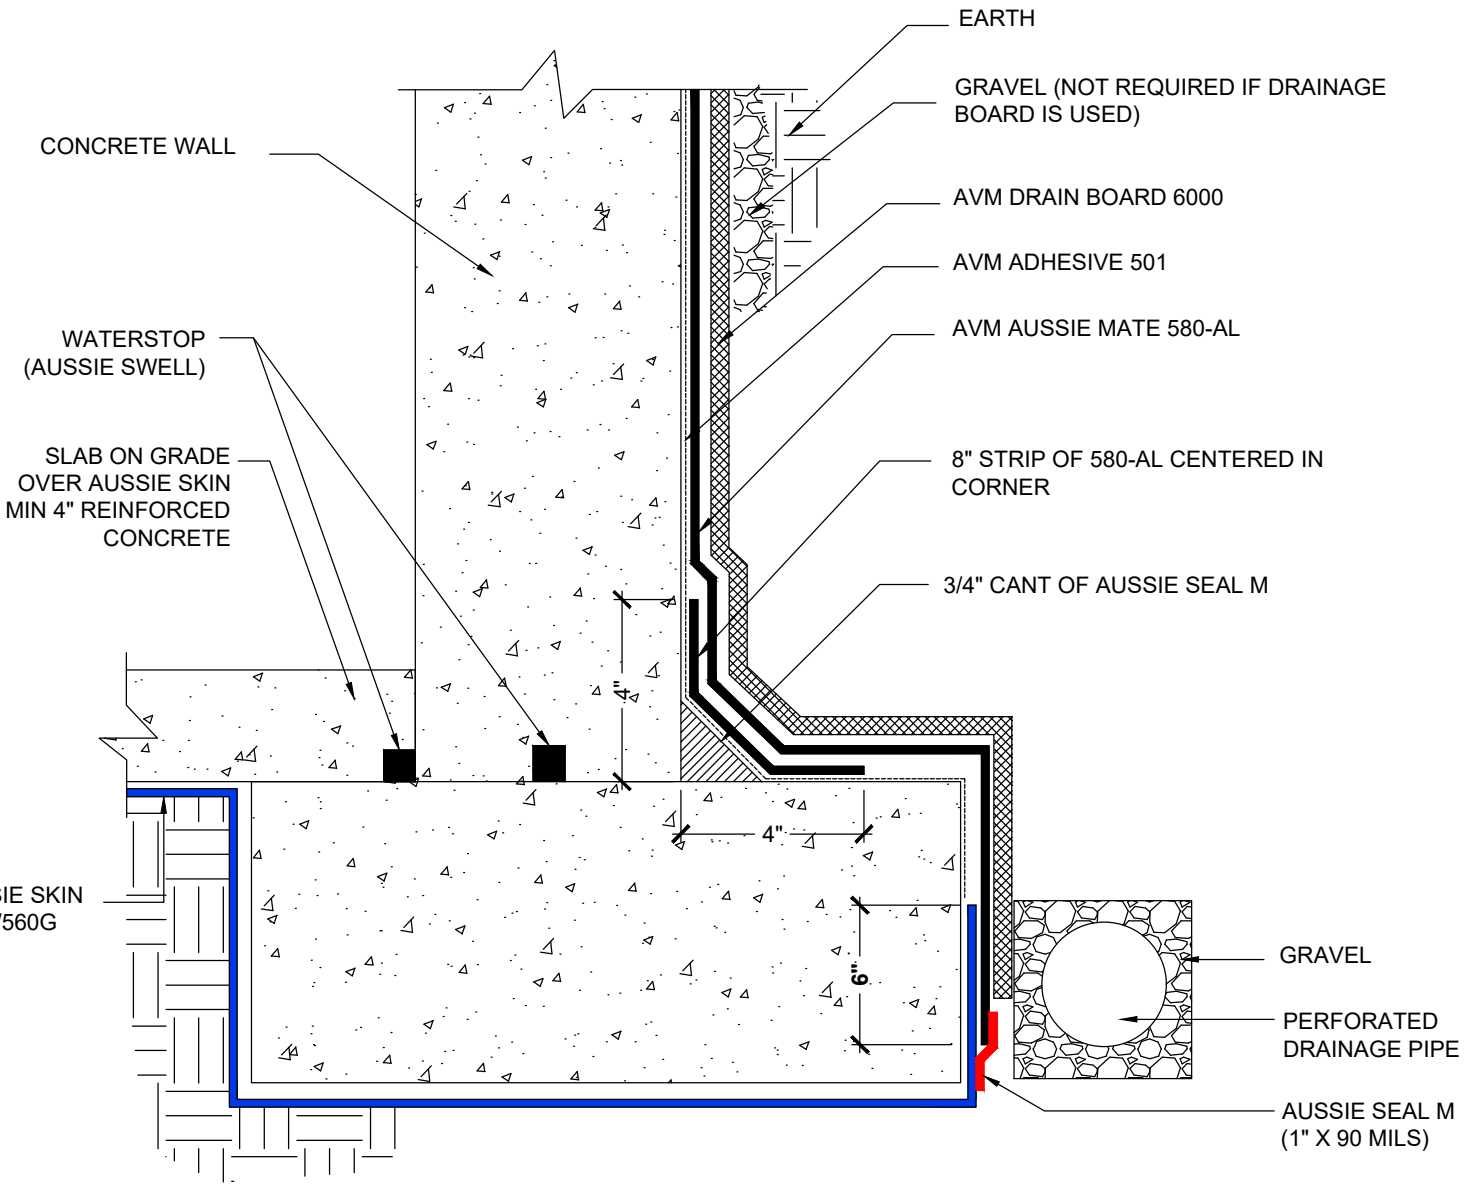 EARTH
GRAVEL (NOT REQUIRED IF DRAINAGE
BOARD IS USED)
CONCRETE WALL
AVM DRAIN BOARD 6000
AVM ADHESIVE 501
WATERSTOP
(AUSSIE SWELL)
AVM AUSSIE MATE 580-AL
SLAB ON GRADE
OVER AUSSIE SKIN
MIN 4" REINFORCED
CONCRETE
8" STRIP OF 580-AL CENTERED IN
CORNER
3/4" CANT OF AUSSIE SEAL M
4"
4"
SIE SKIN
/560G
6"
GRAVEL
PERFORATED
DRAINAGE PIPE
AUSSIE SEAL M
(1" X 90 MILS)